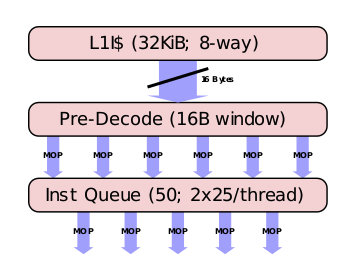 L1I$ (32KiB; 8-way)
16 Bytes
Pre-Decode (16B window)
MOP MOP MOP MOP MOP MOP
Inst Queue (50; 2x25/thread)
MOP MOP MOP MOP MOP